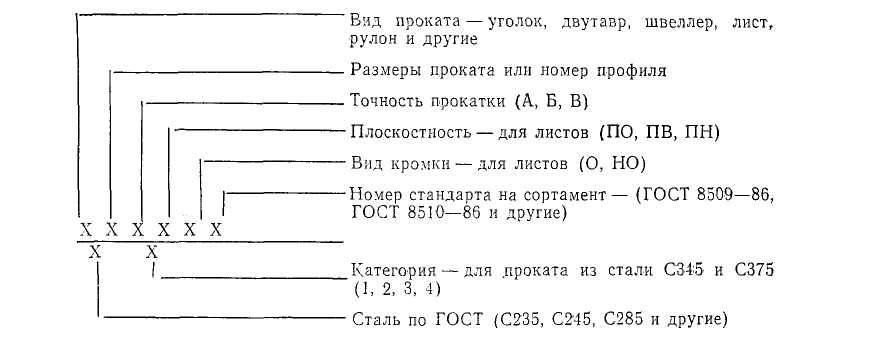 Вид проката — уголок, двутавр, швеллер, лист,
рулон и другие
Размеры проката или номер профиля
Точность прокатки (А, Б, В)
Плоскостность — для листов (ПО, ПВ, ПН)
Вид кромки — для листов (О, НО)
Номер стандарта на сортамент — (ГОСТ 8509—86,
ГОСТ 8510—86 и другие)
X X X X X X
X X
Категория — для проката из стали С345 и С375
(1, 2, 3, 4)
Сталь по ГОСТ (С235, С245, С285 и другие)